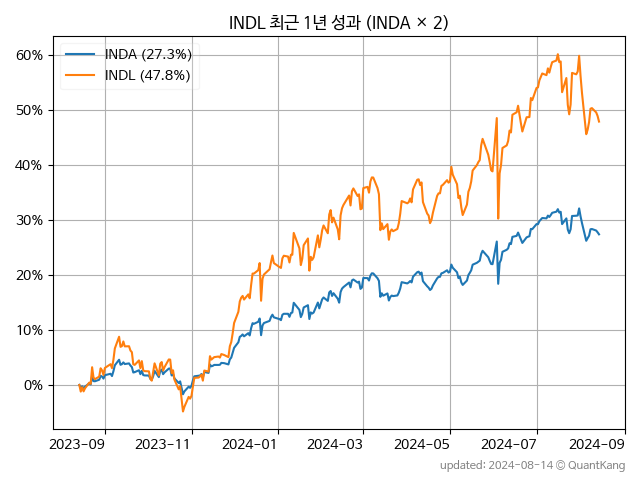 INDL 최근 1년 성과 (INDA × 2)
INDA (27.3%)
INDL (47.8%)
60%
50%
40%
30%
20%
10%
0%
2023-09 2023-11 2024-01 2024-03 2024-05 2024-07 2024-09
updated: 2024-08-14 @ QuantKang